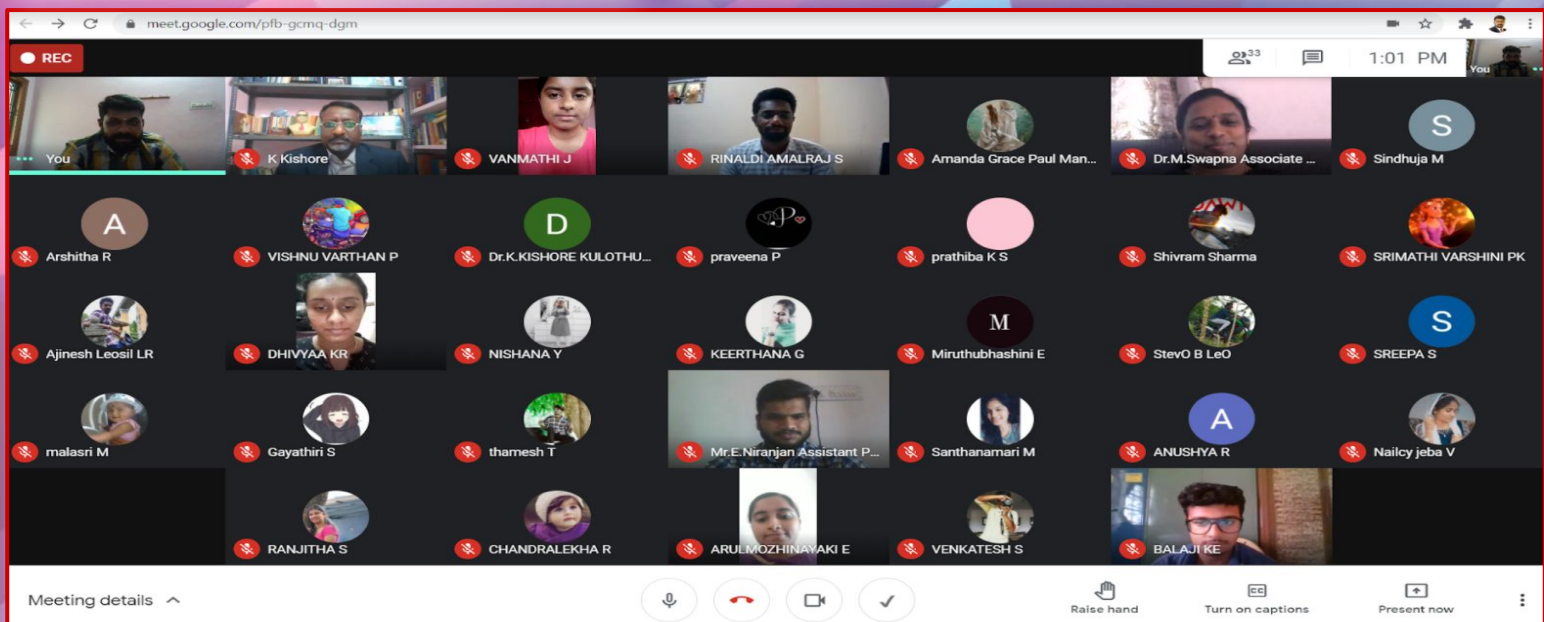 meet.google.com/pfb-gcmq-dgm
REC
33
1:01 PM
You
You
K Kishore
VANMATHI J
RINALDI AMALRAJ S
Amanda Grace Paul Man...
Dr.M.Swapna Associate ...
S
Sindhuja M
A
Arshitha R
VISHNU VARTHAN P
D
Dr.K.KISHORE KULOTHU...
P
praveena P
prathiba K S
Shivram Sharma
SRIMATHI VARSHINI PK
Ajinesh Leosil LR
DHIVYAA KR
NISHANA Y
KEERTHANA G
M
Miruthubhashini E
StevO B LeO
S
SREEPA S
malasri M
Gayathiri S
thamesh T
Mr.E.Niranjan Assistant P...
Santhanamari M
A
ANUSHYA R
Nailcy jeba V
RANJITHA S
CHANDRALEKHA R
ARULMOZHINAYAKI E
VENKATESH S
BALAJI KE
Meeting details
Raise hand
CC
Turn on captions
Present now